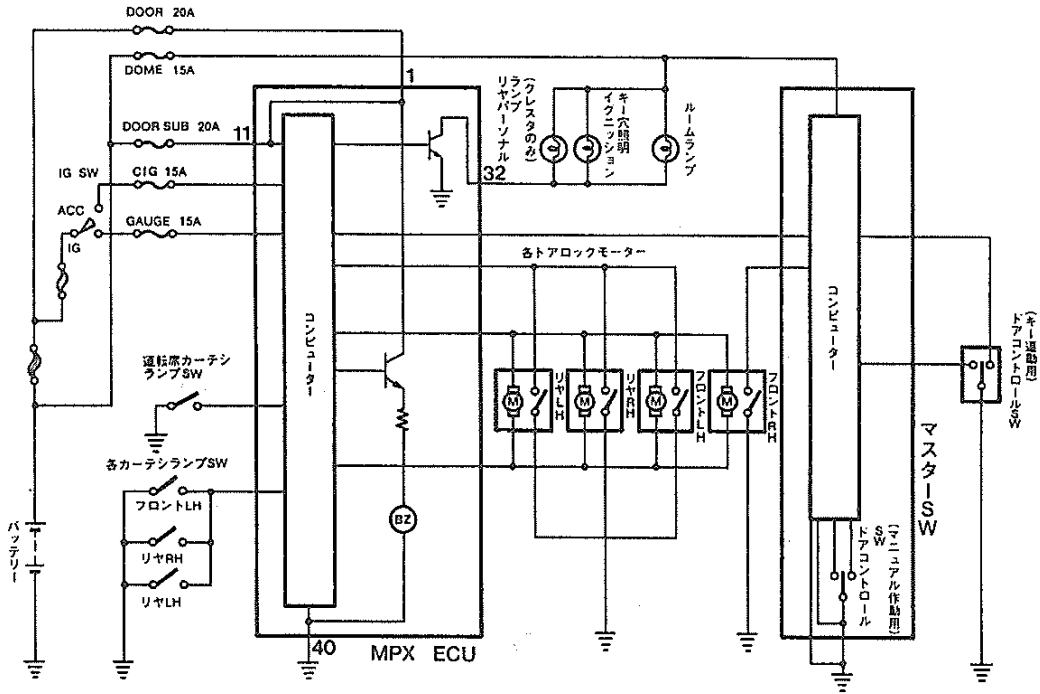 DOOR 20A
DOME 15A
DOOR SUB 20A
11
1
32
IG SW
CIG 15A
ACC
GAUGE 15A
IG
リヤパーソナル
ランプ
(クレスタのみ)
イグニッション
キー穴照明
ルームランプ
各トアロックモーター
コンピューター
コンピューター
運転席カーテシ
ランプSW
各カーテシランプSW
フロントLH
リヤRH
リヤLH
バッテリー
M
リヤLH
M
リヤRH
M
フロントLH
M
フロントRH
BZ
40
MPX ECU
マスターSW
ドアコントロールSW
(キー連動用)
ドアコントロール
SW
(マニュアル作動用)